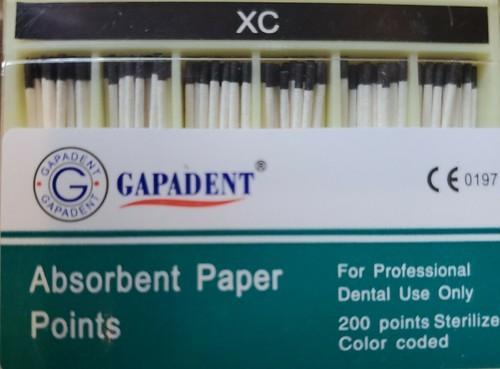 XC
GAPADENT
G
GAPADENT
GAPADENT®
CE 0197
Absorbent Paper
Points
For Professional
Dental Use Only
200 points Sterilize
Color coded